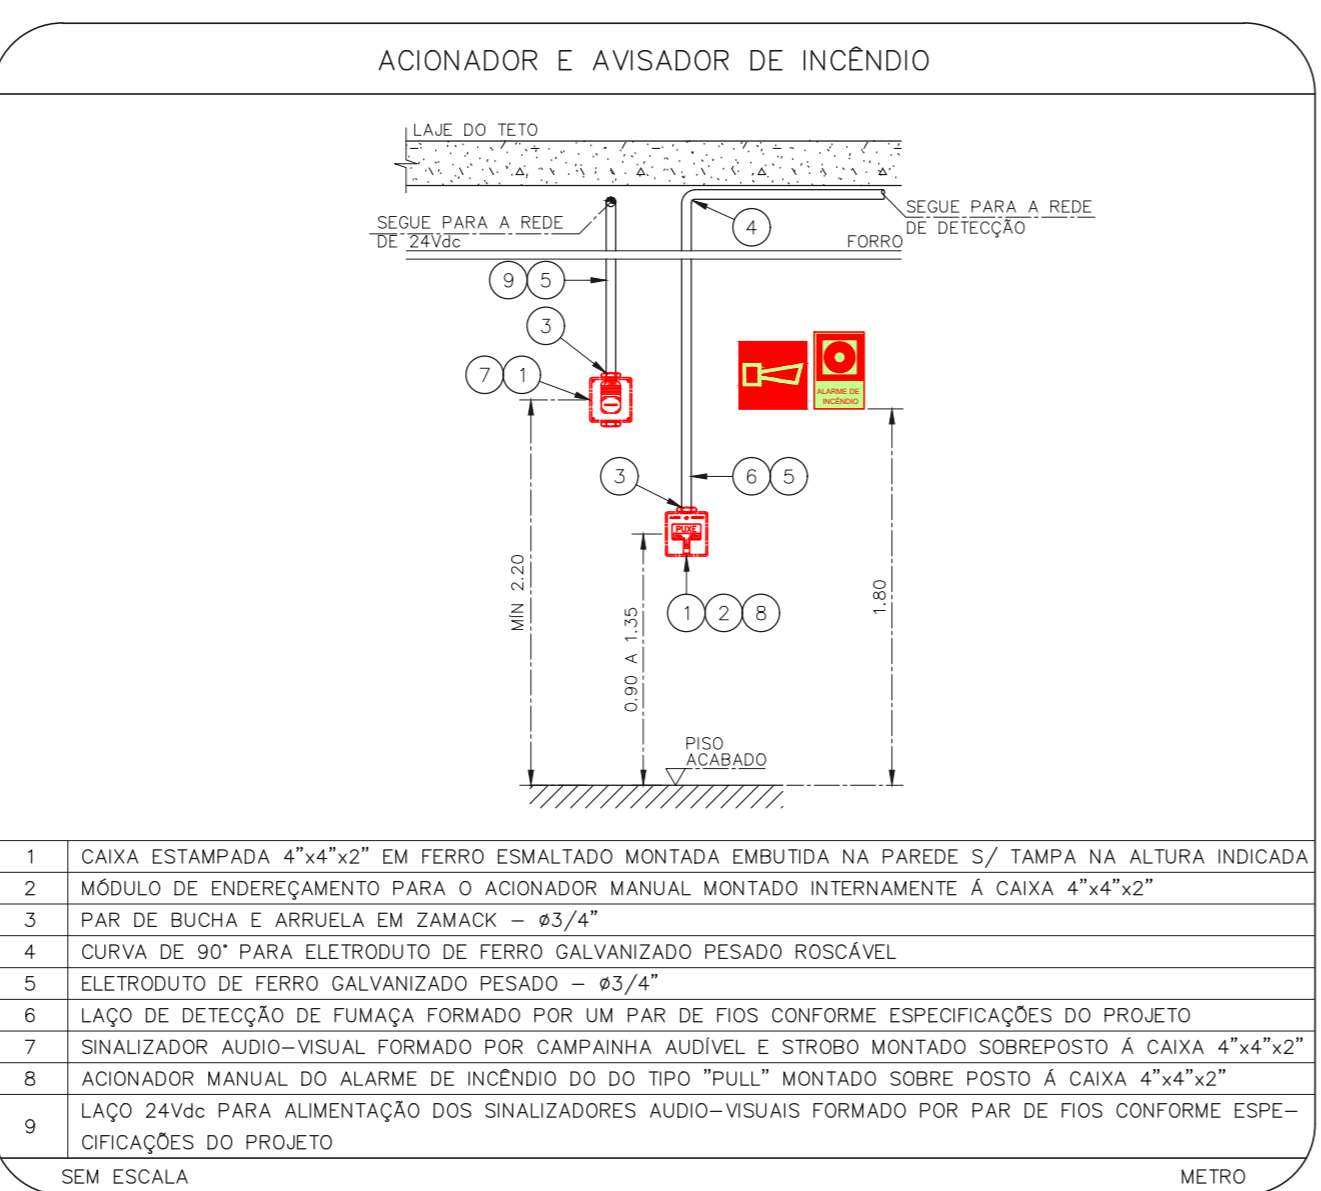 ACIONADOR E AVISADOR DE INCÊNDIO
LAJE DO TETO
SEGUE PARA A REDE
DE 24Vdc
4
SEGUE PARA A REDE
DE DETECÇÃO
FORRO
9 5
3
7 1
ALARME DE
INCÊNDIO
3
6 5
PUXE
1 2 8
MÍN 2.20
0.90 A 1.35
1.80
PISO
ACABADO
1 CAIXA ESTAMPADA 4"x4"x2" EM FERRO ESMALTADO MONTADA EMBUTIDA NA PAREDE S/ TAMPA NA ALTURA INDICADA
2 MÓDULO DE ENDEREÇAMENTO PARA O ACIONADOR MANUAL MONTADO INTERNAMENTE Á CAIXA 4"x4"x2"
3 PAR DE BUCHA E ARRUELA EM ZAMACK – ø3/4"
4 CURVA DE 90° PARA ELETRODUTO DE FERRO GALVANIZADO PESADO ROSCÁVEL
5 ELETRODUTO DE FERRO GALVANIZADO PESADO – ø3/4"
6 LAÇO DE DETECÇÃO DE FUMAÇA FORMADO POR UM PAR DE FIOS CONFORME ESPECIFICAÇÕES DO PROJETO
7 SINALIZADOR AUDIO–VISUAL FORMADO POR CAMPAINHA AUDÍVEL E STROBO MONTADO SOBREPOSTO Á CAIXA 4"x4"x2"
8 ACIONADOR MANUAL DO ALARME DE INCÊNDIO DO DO TIPO "PULL" MONTADO SOBRE POSTO Á CAIXA 4"x4"x2"
9 LAÇO 24Vdc PARA ALIMENTAÇÃO DOS SINALIZADORES AUDIO–VISUAIS FORMADO POR PAR DE FIOS CONFORME ESPE–
CIFICAÇÕES DO PROJETO
SEM ESCALA
METRO